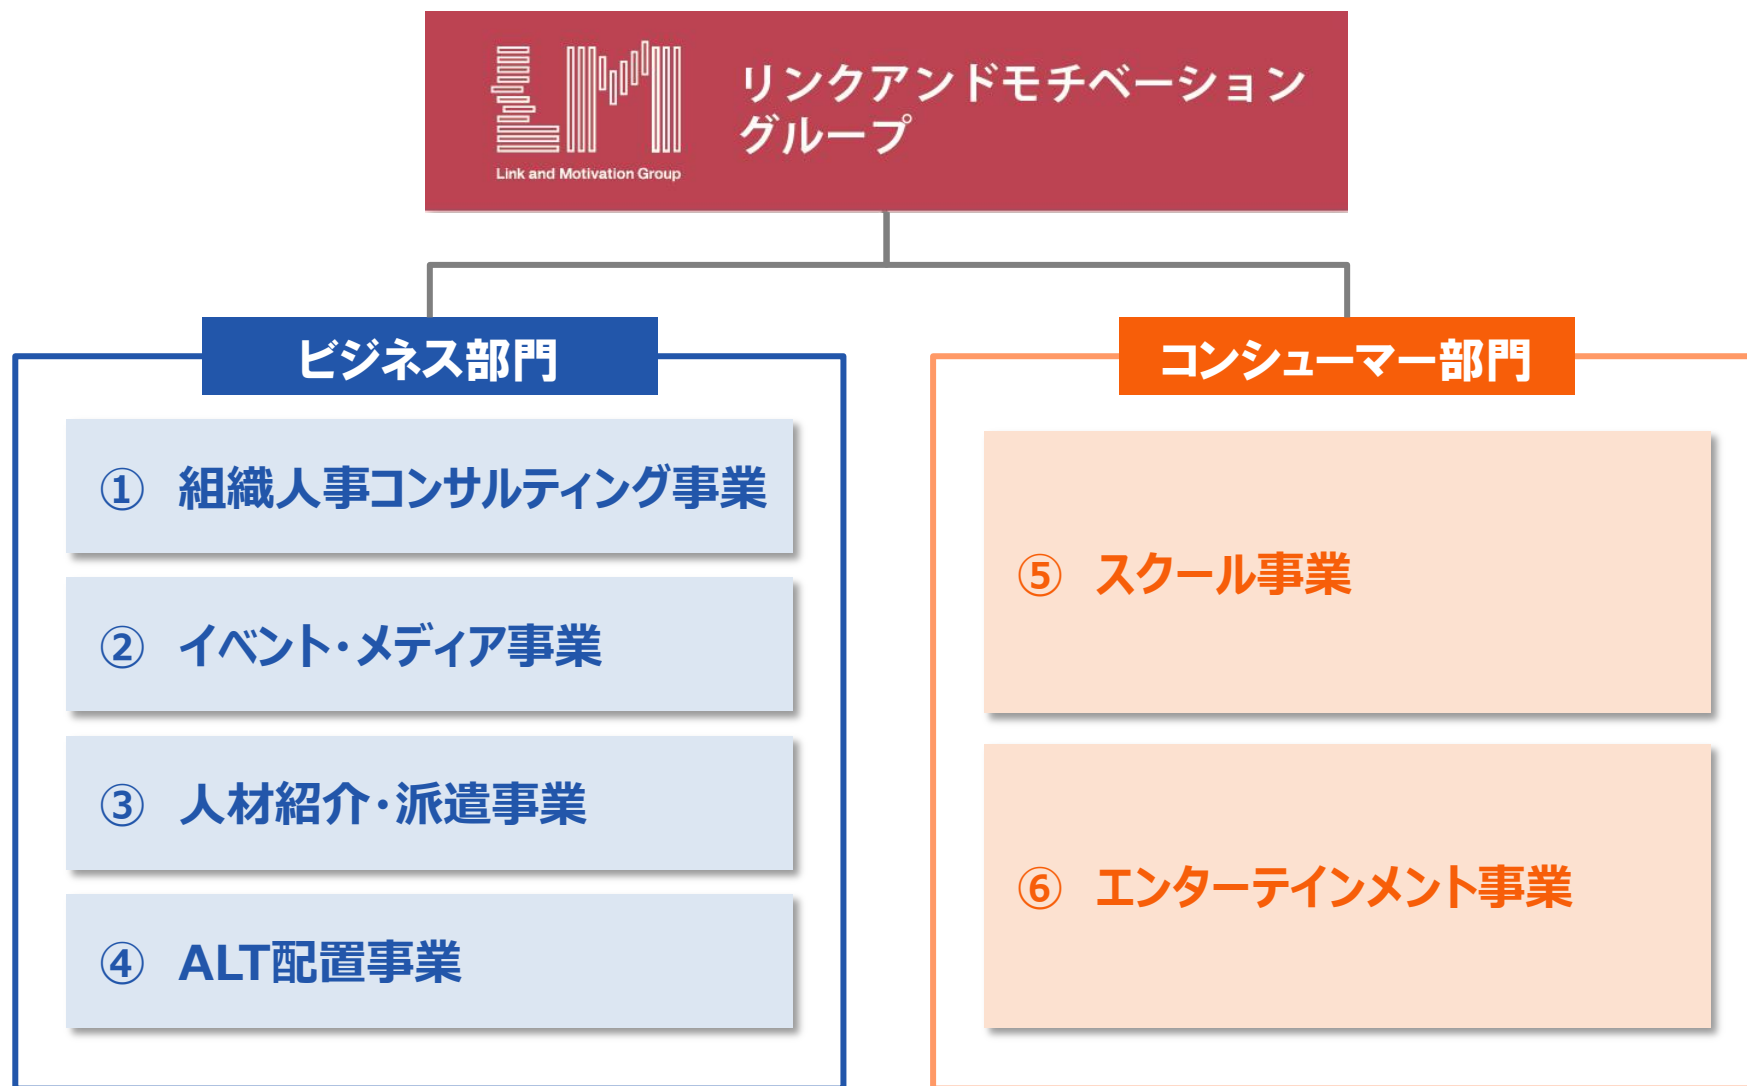 LM
リンクアンドモチベーション
グループ
Link and Motivation Group
ビジネス部門
① 組織人事コンサルティング事業
② イベント・メディア事業
③ 人材紹介・派遣事業
④ ALT配置事業
コンシューマー部門
⑤ スクール事業
⑥ エンターテインメント事業